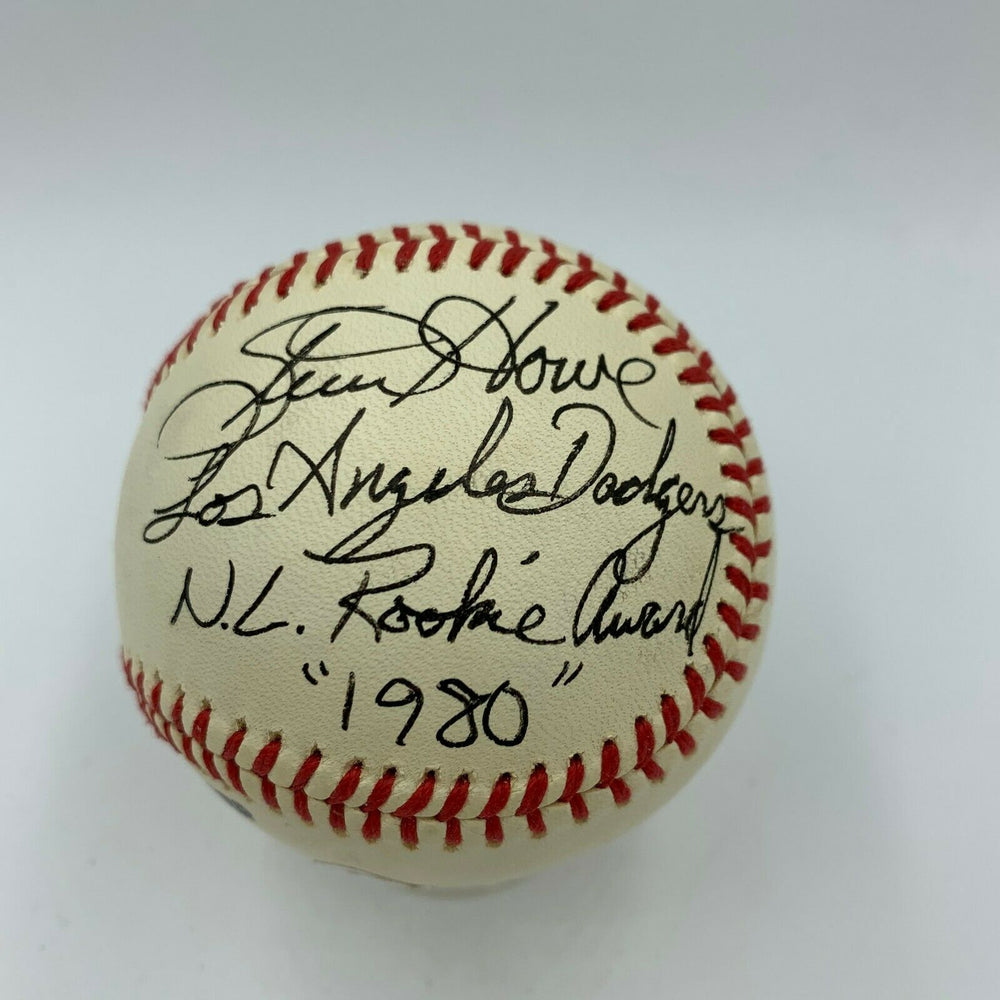 Steve Howe
Los Angeles Dodgers
N.L. Rookie Award
"1980"